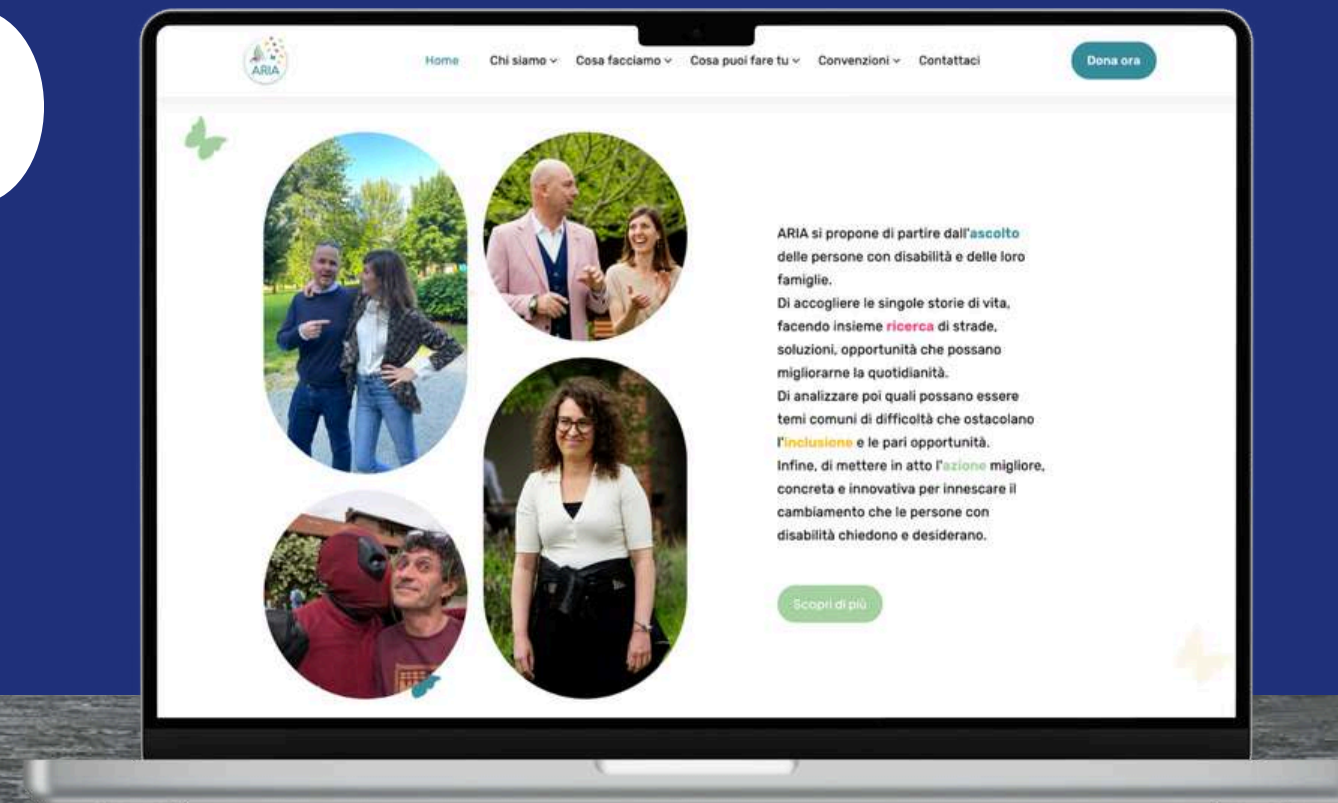 ARIA
Home
Chi siamo
Cosa facciamo
Cosa puoi fare tu
Convenzioni
Contattaci
Dona ora
ARIA si propone di partire dall'ascolto
delle persone con disabilità e delle loro
famiglie.
Di accogliere le singole storie di vita,
facendo insieme ricerca di strade,
soluzioni, opportunità che possano
migliorarne la quotidianità.
Di analizzare poi quali possano essere
temi comuni di difficoltà che ostacolano
l'inclusione e le pari opportunità.
Infine, di mettere in atto l'azione migliore,
concreta e innovativa per innescare il
cambiamento che le persone con
disabilità chiedono e desiderano.
Scopri di più